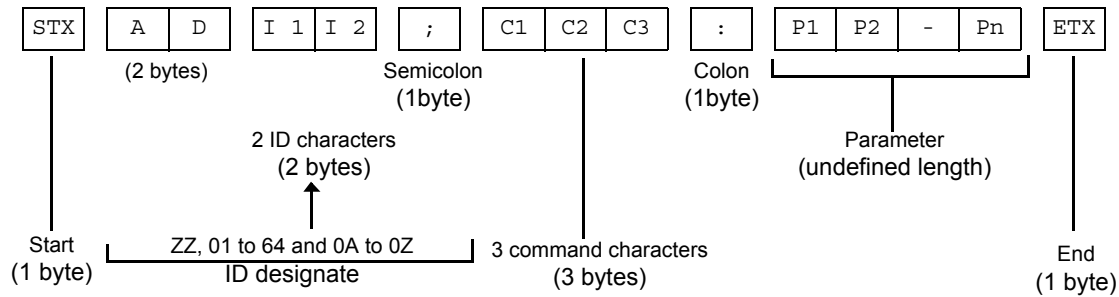 STX A D I 1 I 2 ; C1 C2 C3 : P1 P2 - Pn ETX
(2 bytes) Semicolon Colon
(1byte) (1byte)
2 ID characters Parameter
(2 bytes) (undefined length)
Start ZZ, 01 to 64 and 0A to 0Z 3 command characters End
(1 byte) ID designate (3 bytes) (1 byte)